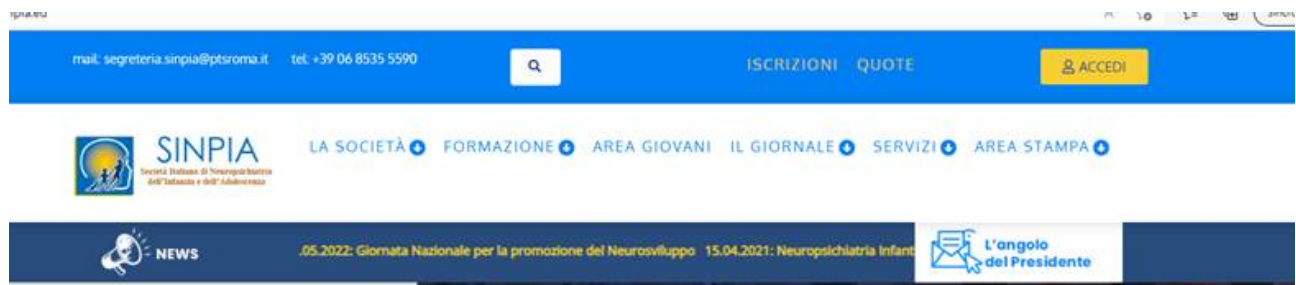 mail: segreteria.sinpia@ptsroma.it tel: +39 06 8535 5590 ISCRIZIONI QUOTE ACCEDI
SINPIA
Società Italiana di Neuropsichiatria
dell'Infanzia e dell'Adolescenza
LA SOCIETÀ FORMAZIONE AREA GIOVANI IL GIORNALE SERVIZI AREA STAMPA
NEWS
.05.2022: Giornata Nazionale per la promozione del Neurosviluppo 15.04.2021: Neuropsichiatria Infant
L'angolo
del Presidente